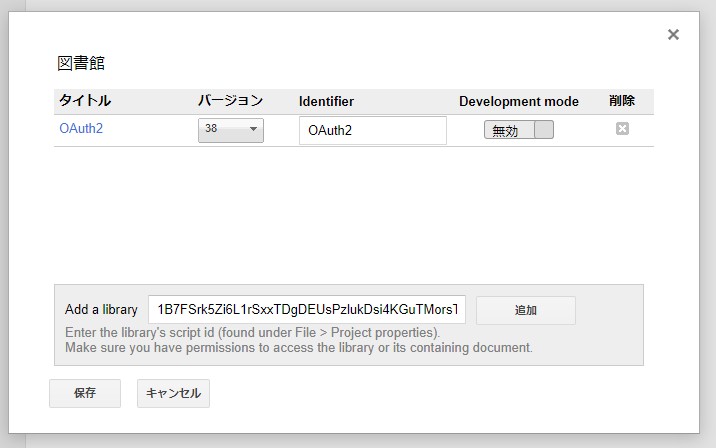 図書館
タイトル バージョン Identifier Development mode 削除
OAuth2 38 OAuth2 無効
Add a library 1B7FSrk5Zi6L1rSxxTDgDEUsPzlukDsi4KGuTMorsT 追加
Enter the library's script id (found under File > Project properties).
Make sure you have permissions to access the library or its containing document.
保存 キャンセル